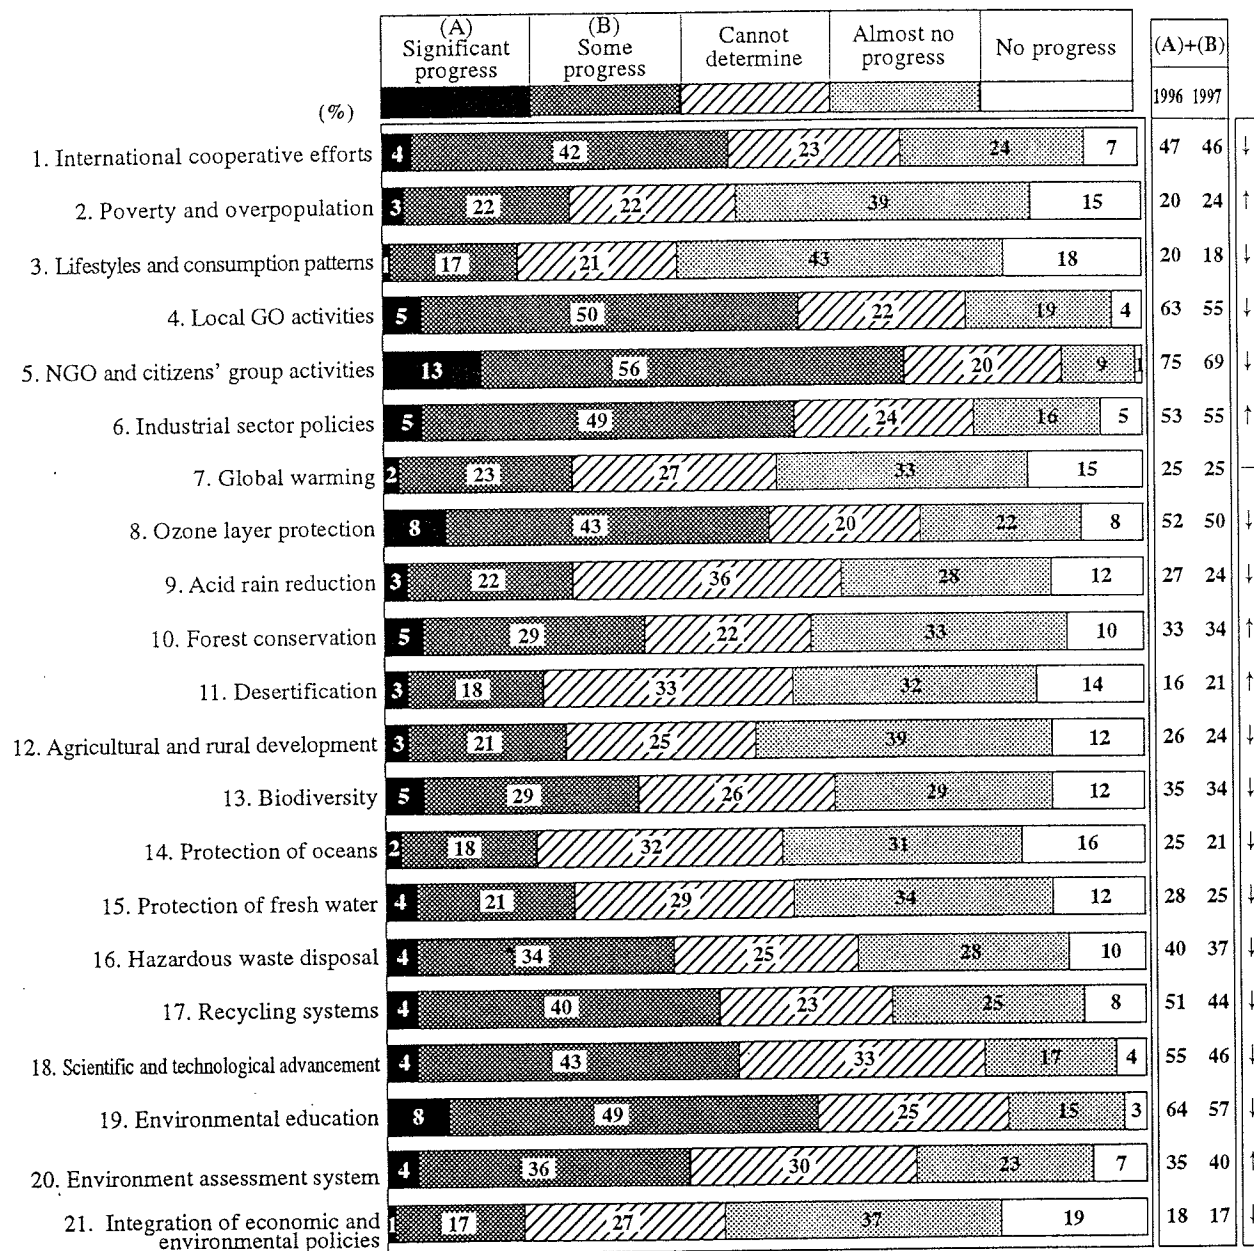 (A) Significant progress (B) Some progress Cannot determine Almost no progress No progress (A)+(B)
(%) 1996 1997
1. International cooperative efforts 4 42 23 24 7 47 46 ↓
2. Poverty and overpopulation 3 22 22 39 15 20 24 ↑
3. Lifestyles and consumption patterns 1 17 21 43 18 20 18 ↓
4. Local GO activities 5 50 22 19 4 63 55 ↓
5. NGO and citizens' group activities 13 56 20 9 1 75 69 ↓
6. Industrial sector policies 5 49 24 16 5 53 55 ↑
7. Global warming 2 23 27 33 15 25 25 —
8. Ozone layer protection 8 43 20 22 8 52 50 ↓
9. Acid rain reduction 3 22 36 28 12 27 24 ↓
10. Forest conservation 5 29 22 33 10 33 34 ↑
11. Desertification 3 18 33 32 14 16 21 ↑
12. Agricultural and rural development 3 21 25 39 12 26 24 ↓
13. Biodiversity 5 29 26 29 12 35 34 ↓
14. Protection of oceans 2 18 32 31 16 25 21 ↓
15. Protection of fresh water 4 21 29 34 12 28 25 ↓
16. Hazardous waste disposal 4 34 25 28 10 40 37 ↓
17. Recycling systems 4 40 23 25 8 51 44 ↓
18. Scientific and technological advancement 4 43 33 17 4 55 46 ↓
19. Environmental education 8 49 25 15 3 64 57 ↓
20. Environment assessment system 4 36 30 23 7 35 40 ↑
21. Integration of economic and environmental policies 1 17 27 37 19 18 17 ↓